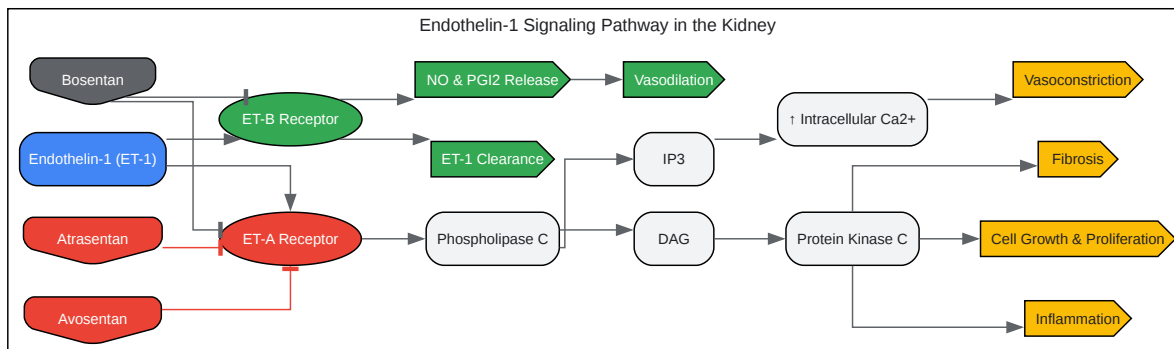 Endothelin-1 Signaling Pathway in the Kidney
Bosentan
NO & PGI2 Release
Vasodilation
Vasoconstriction
ET-B Receptor
↑ Intracellular Ca2+
Endothelin-1 (ET-1)
ET-1 Clearance
IP3
Fibrosis
Atrasentan
ET-A Receptor
Phospholipase C
DAG
Protein Kinase C
Cell Growth & Proliferation
Avosentan
Inflammation